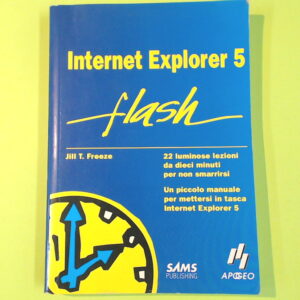 Internet Explorer 5
flash
Jill T. Freeze
22 luminose lezioni
da dieci minuti
per non smarrirsi
Un piccolo manuale
per mettersi in tasca
Internet Explorer 5
SAMS
PUBLISHING
APOGEO